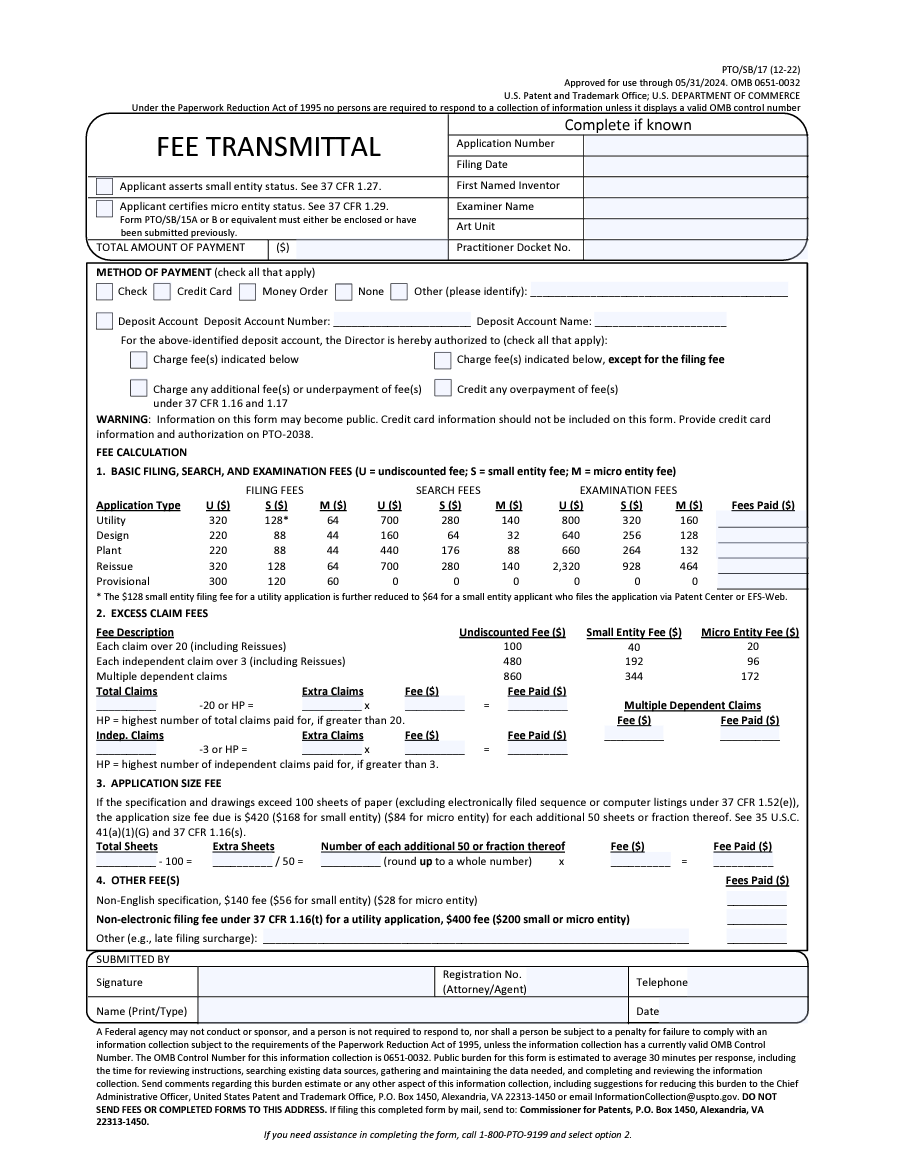 PTO/SB/17 (12-22)
Approved for use through 05/31/2024. OMB 0651-0032
U.S. Patent and Trademark Office; U.S. DEPARTMENT OF COMMERCE
Under the Paperwork Reduction Act of 1995 no persons are required to respond to a collection of information unless it displays a valid OMB control number
FEE TRANSMITTAL
Complete if known
Application Number
Filing Date
Applicant asserts small entity status. See 37 CFR 1.27.
First Named Inventor
Applicant certifies micro entity status. See 37 CFR 1.29.
Form PTO/SB/15A or B or equivalent must either be enclosed or have
been submitted previously.
Examiner Name
Art Unit
TOTAL AMOUNT OF PAYMENT ($)
Practitioner Docket No.
METHOD OF PAYMENT (check all that apply)
Check Credit Card Money Order None Other (please identify): ____________________
Deposit Account Deposit Account Number: ____________________ Deposit Account Name: ____________________
For the above-identified deposit account, the Director is hereby authorized to (check all that apply):
Charge fee(s) indicated below Charge fee(s) indicated below, except for the filing fee
Charge any additional fee(s) or underpayment of fee(s) Credit any overpayment of fee(s)
under 37 CFR 1.16 and 1.17
WARNING: Information on this form may become public. Credit card information should not be included on this form. Provide credit card
information and authorization on PTO-2038.
FEE CALCULATION
1. BASIC FILING, SEARCH, AND EXAMINATION FEES (U = undiscounted fee; S = small entity fee; M = micro entity fee)
FILING FEES SEARCH FEES EXAMINATION FEES
Application Type U ($) S ($) M ($) U ($) S ($) M ($) U ($) S ($) M ($) Fees Paid ($)
Utility 320 128* 64 700 280 140 800 320 160
Design 220 88 44 160 64 32 640 256 128
Plant 220 88 44 440 176 88 660 264 132
Reissue 320 128 64 700 280 140 2,320 928 464
Provisional 300 120 60 0 0 0 0 0 0
* The $128 small entity filing fee for a utility application is further reduced to $64 for a small entity applicant who files the application via Patent Center or EFS-Web.
2. EXCESS CLAIM FEES
Fee Description Undiscounted Fee ($) Small Entity Fee ($) Micro Entity Fee ($)
Each claim over 20 (including Reissues) 100 40 20
Each independent claim over 3 (including Reissues) 480 192 96
Multiple dependent claims 860 344 172
Total Claims Extra Claims Fee ($) Fee Paid ($)
__________ -20 or HP = __________ x __________ = __________ Multiple Dependent Claims
HP = highest number of total claims paid for, if greater than 20. Fee ($) Fee Paid ($)
Indep. Claims Extra Claims Fee ($) Fee Paid ($) __________ __________
__________ -3 or HP = __________ x __________ = __________
HP = highest number of independent claims paid for, if greater than 3.
3. APPLICATION SIZE FEE
If the specification and drawings exceed 100 sheets of paper (excluding electronically filed sequence or computer listings under 37 CFR 1.52(e)),
the application size fee due is $420 ($168 for small entity) ($84 for micro entity) for each additional 50 sheets or fraction thereof. See 35 U.S.C.
41(a)(1)(G) and 37 CFR 1.16(s).
Total Sheets Extra Sheets Number of each additional 50 or fraction thereof Fee ($) Fee Paid ($)
__________ - 100 = __________ / 50 = __________ (round up to a whole number) x __________ = __________
4. OTHER FEE(S) Fees Paid ($)
Non-English specification, $140 fee ($56 for small entity) ($28 for micro entity) __________
Non-electronic filing fee under 37 CFR 1.16(t) for a utility application, $400 fee ($200 small or micro entity) __________
Other (e.g., late filing surcharge): ____________________ __________
SUBMITTED BY
Signature
Registration No.
(Attorney/Agent)
Telephone
Name (Print/Type)
Date
A Federal agency may not conduct or sponsor, and a person is not required to respond to, nor shall a person be subject to a penalty for failure to comply with an
information collection subject to the requirements of the Paperwork Reduction Act of 1995, unless the information collection has a currently valid OMB Control
Number. The OMB Control Number for this information collection is 0651-0032. Public burden for this form is estimated to average 30 minutes per response, including
the time for reviewing instructions, searching existing data sources, gathering and maintaining the data needed, and completing and reviewing the information
collection. Send comments regarding this burden estimate or any other aspect of this information collection, including suggestions for reducing this burden to the Chief
Administrative Officer, United States Patent and Trademark Office, P.O. Box 1450, Alexandria, VA 22313-1450 or email InformationCollection@uspto.gov. DO NOT
SEND FEES OR COMPLETED FORMS TO THIS ADDRESS. If filing this completed form by mail, send to: Commissioner for Patents, P.O. Box 1450, Alexandria, VA
22313-1450.
If you need assistance in completing the form, call 1-800-PTO-9199 and select option 2.